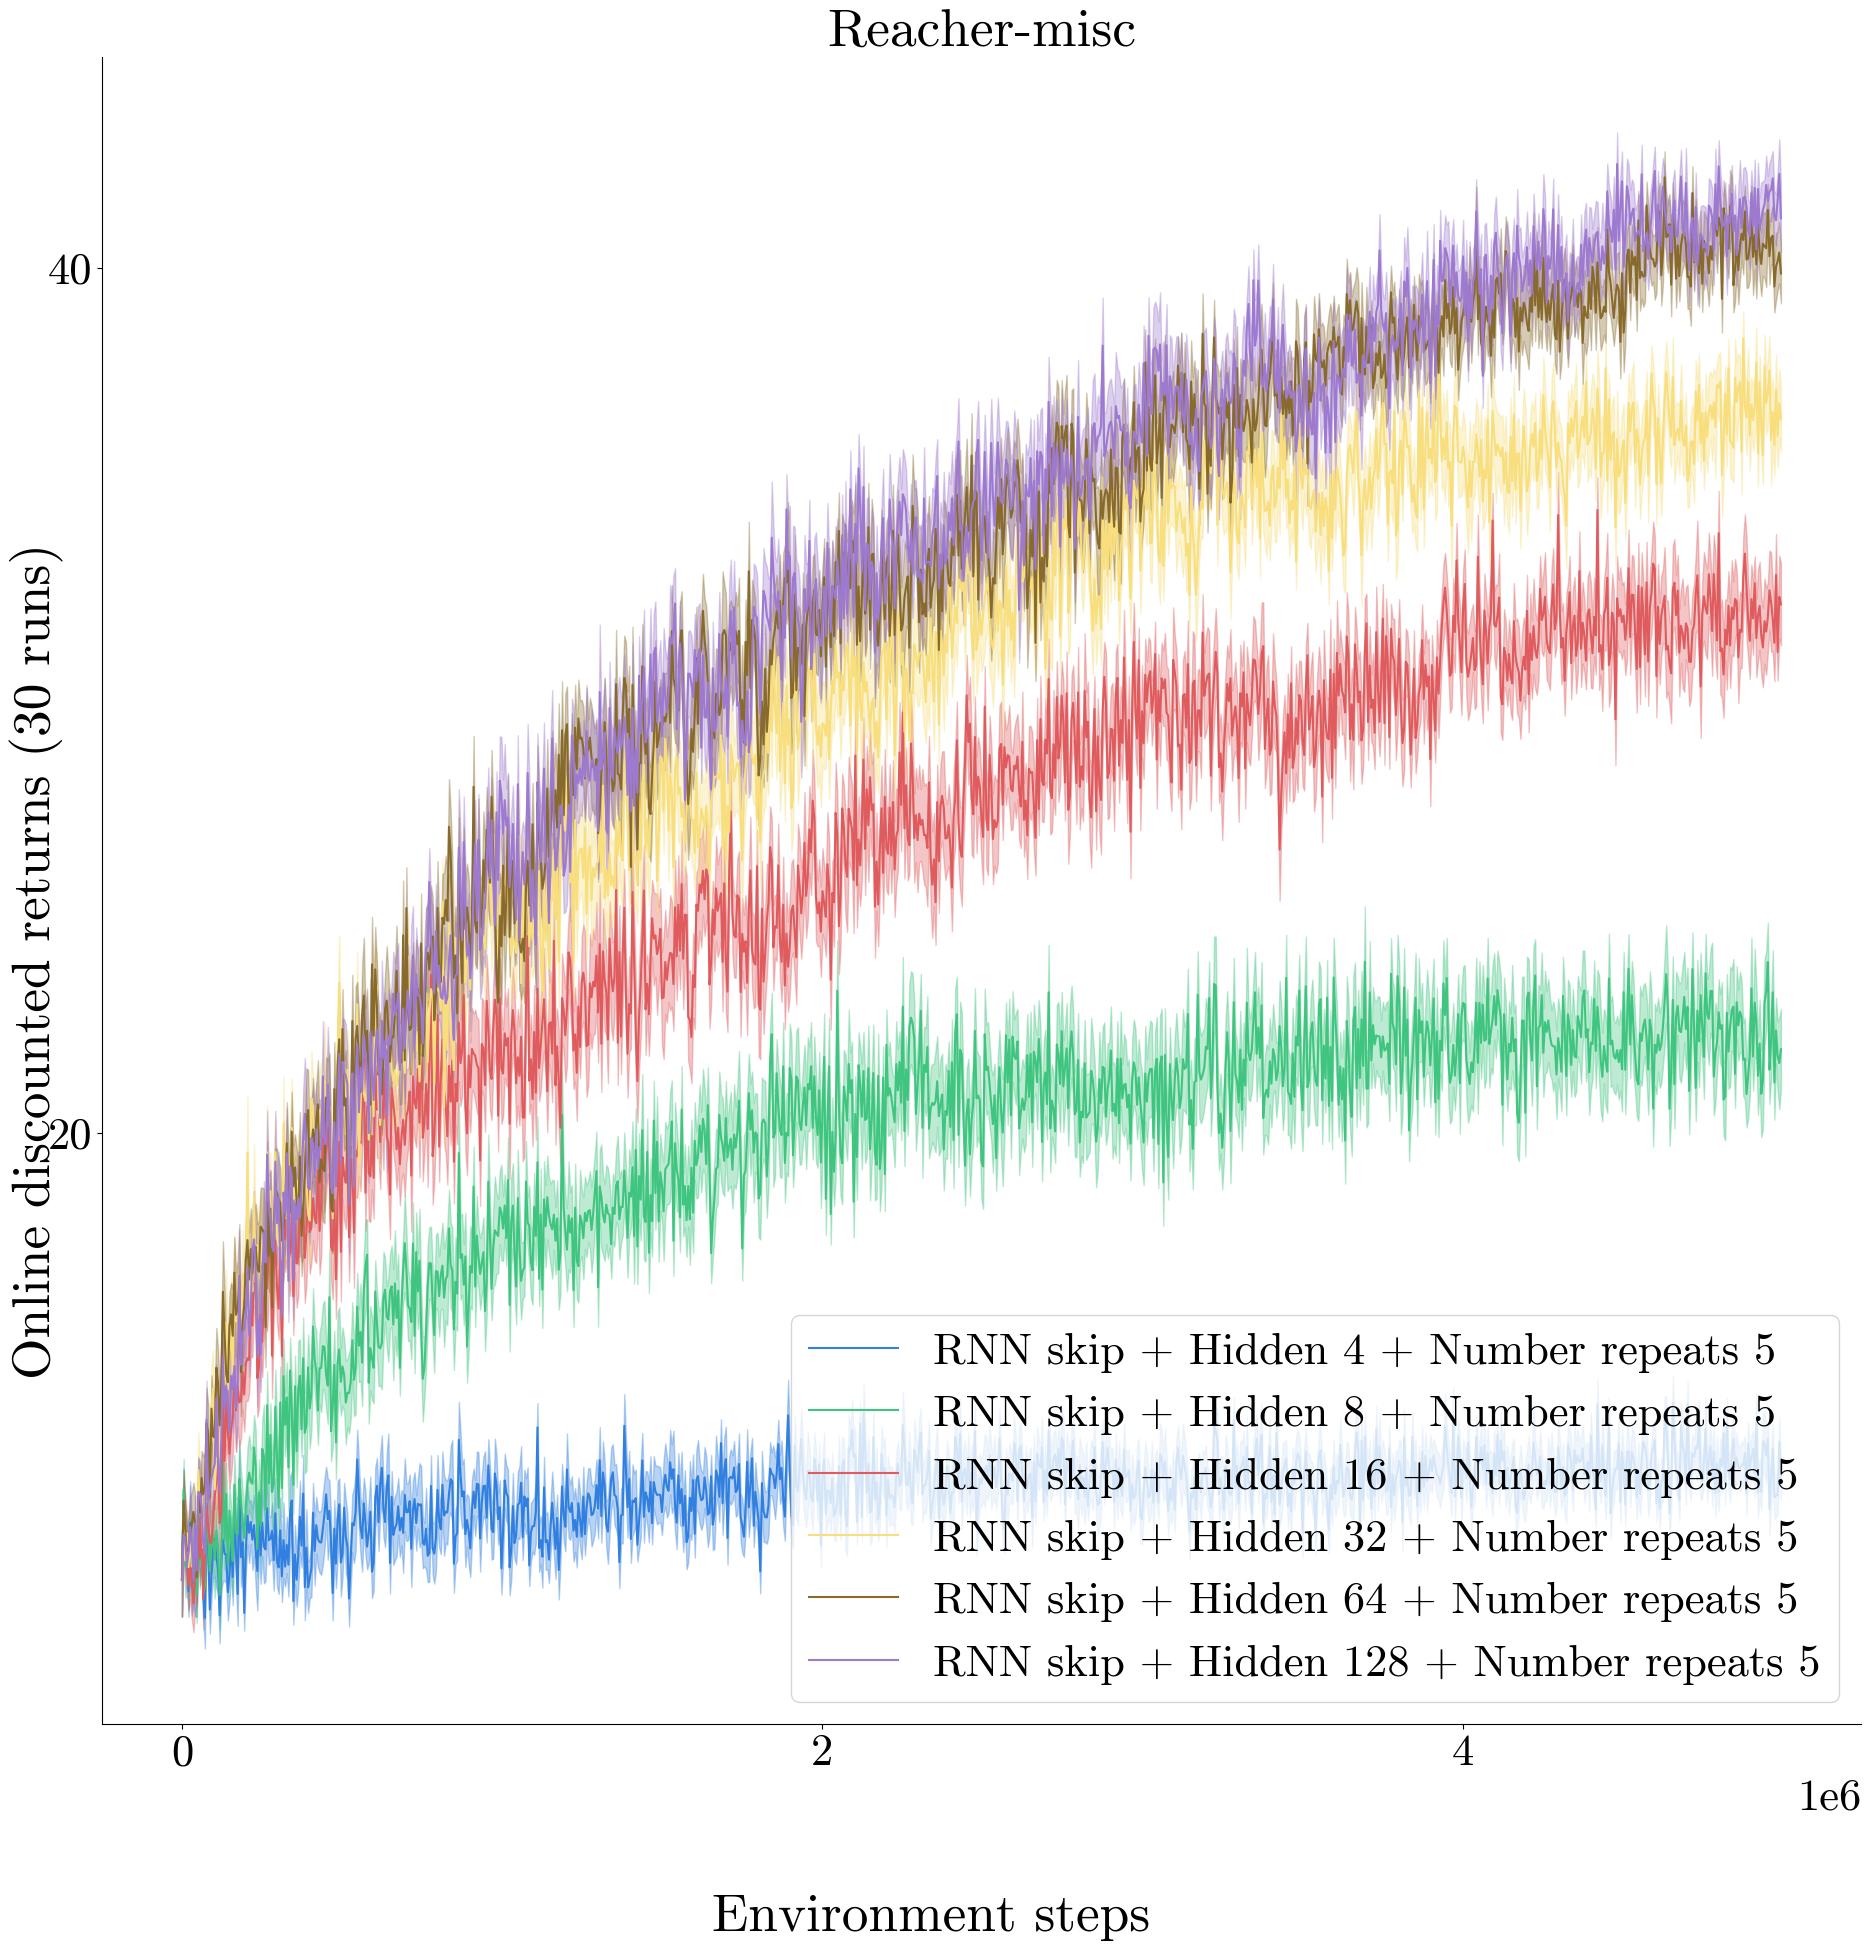 Reacher-misc
Online discounted returns (30 runs)
40
20
RNN skip + Hidden 4 + Number repeats 5
RNN skip + Hidden 8 + Number repeats 5
RNN skip + Hidden 16 + Number repeats 5
RNN skip + Hidden 32 + Number repeats 5
RNN skip + Hidden 64 + Number repeats 5
RNN skip + Hidden 128 + Number repeats 5
0 2 4
1e6
Environment steps